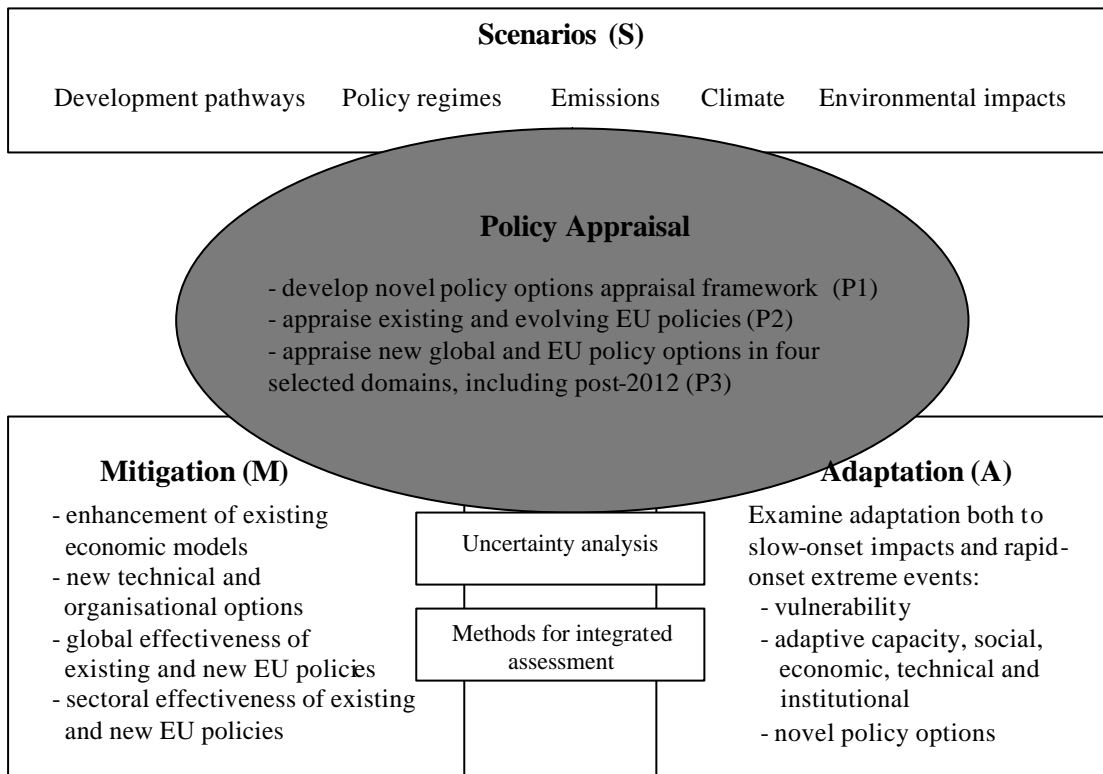 Scenarios (S)
Development pathways Policy regimes Emissions Climate Environmental impacts
Policy Appraisal
- develop novel policy options appraisal framework (P1)
- appraise existing and evolving EU policies (P2)
- appraise new global and EU policy options in four
selected domains, including post-2012 (P3)
Mitigation (M)
- enhancement of existing
economic models
- new technical and
organisational options
- global effectiveness of
existing and new EU policies
- sectoral effectiveness of existing
and new EU policies
Uncertainty analysis
Methods for integrated
assessment
Adaptation (A)
Examine adaptation both to
slow-onset impacts and rapid-
onset extreme events:
- vulnerability
- adaptive capacity, social,
economic, technical and
institutional
- novel policy options